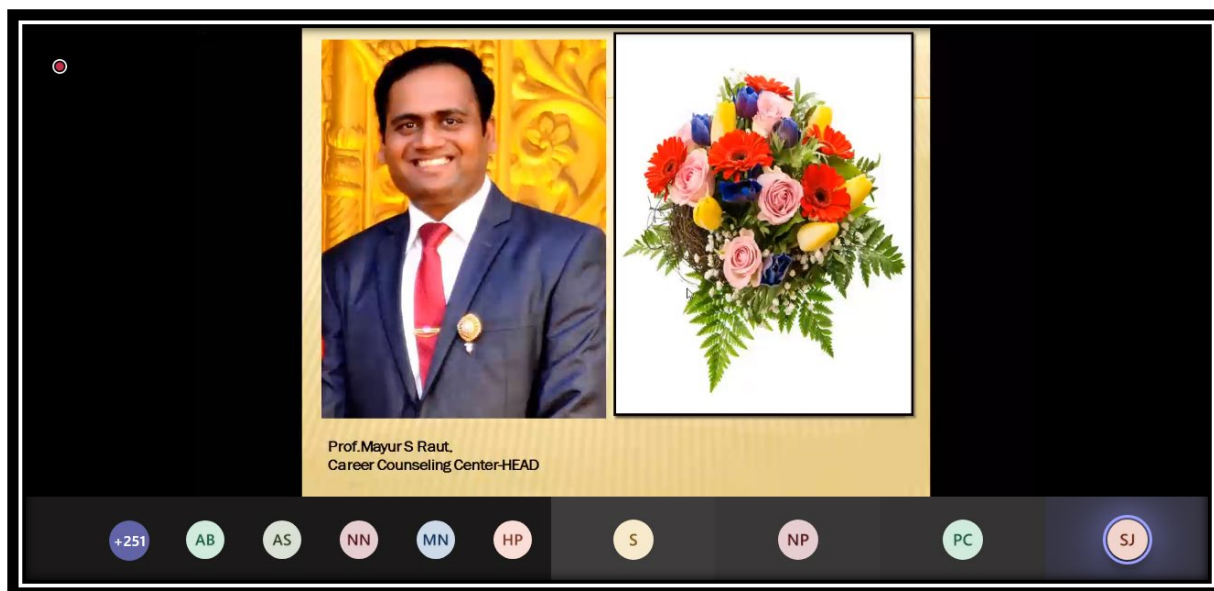 Prof.Mayur S Raut,
Career Counseling Center-HEAD
+251 AB AS NN MN HP S NP PC SJ